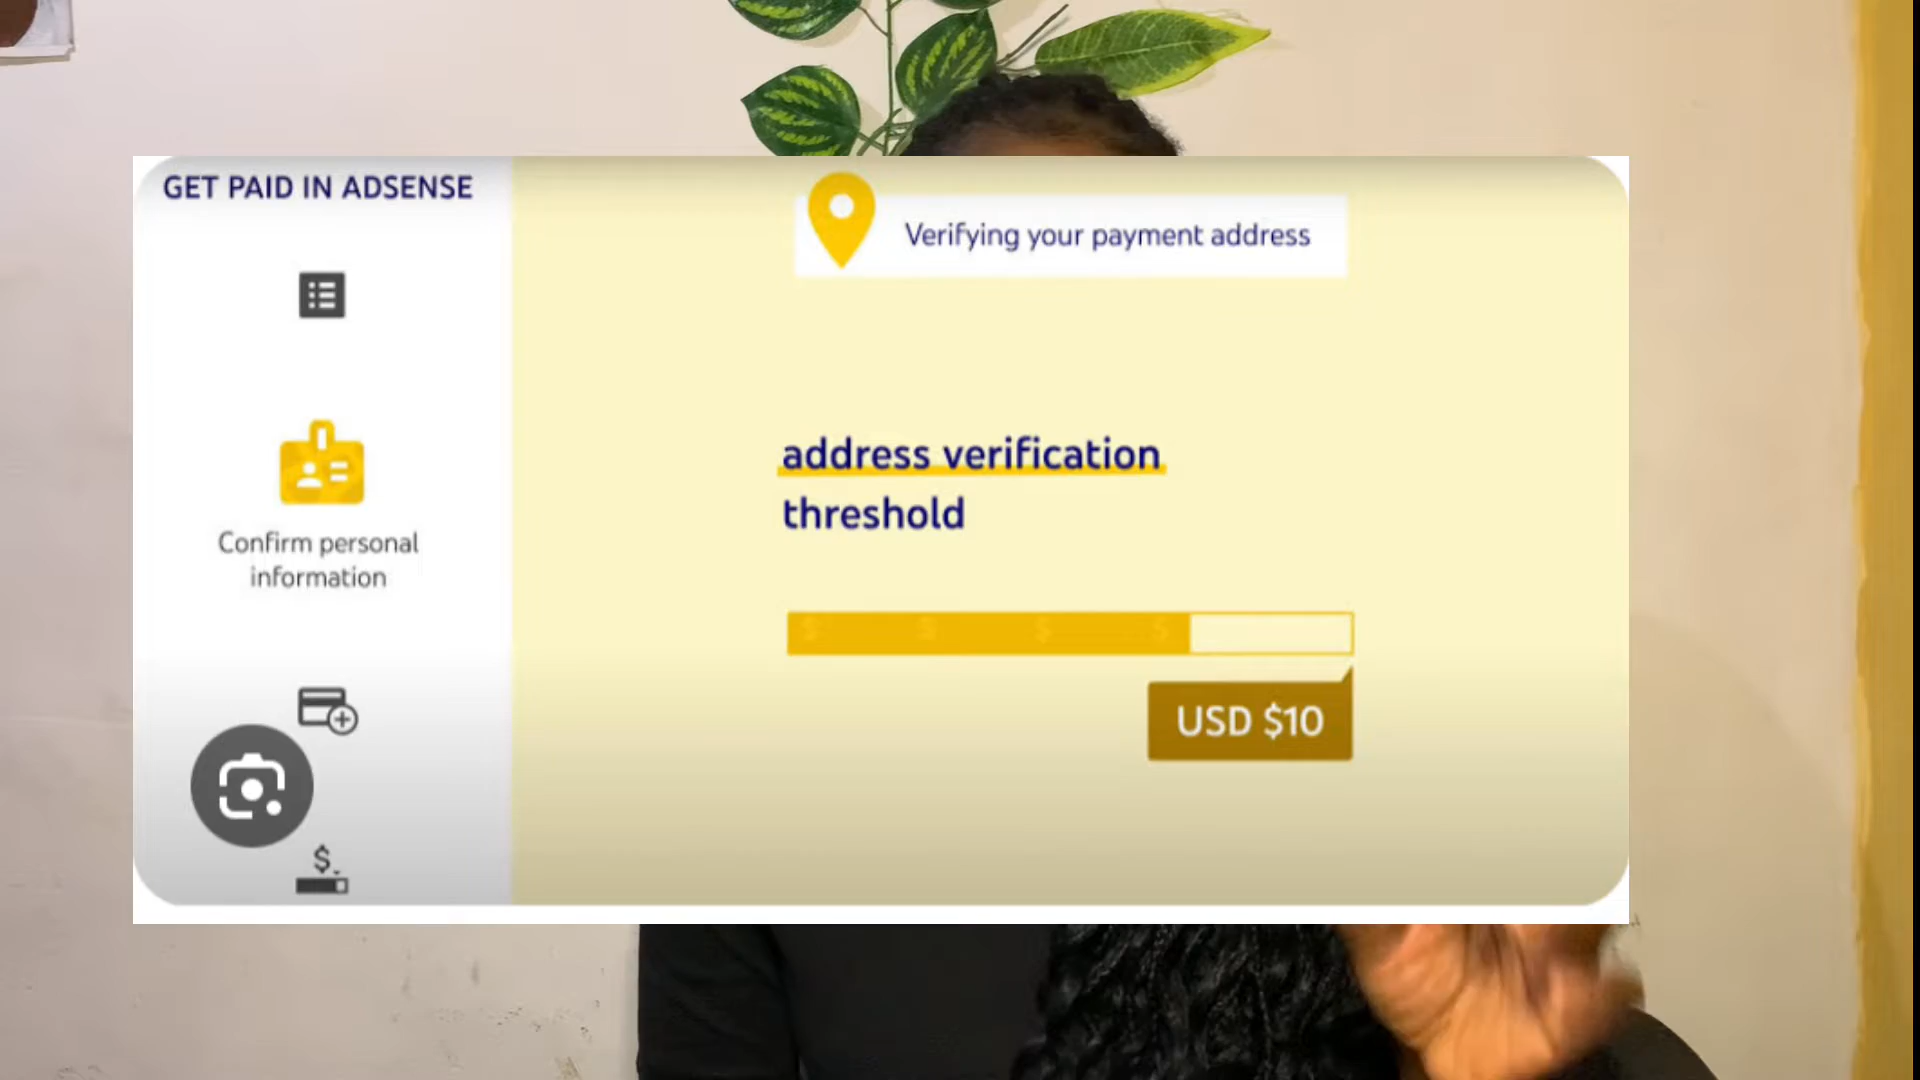 GET PAID IN ADSENSE
Verifying your payment address
address verification
threshold
Confirm personal
information
USD $10